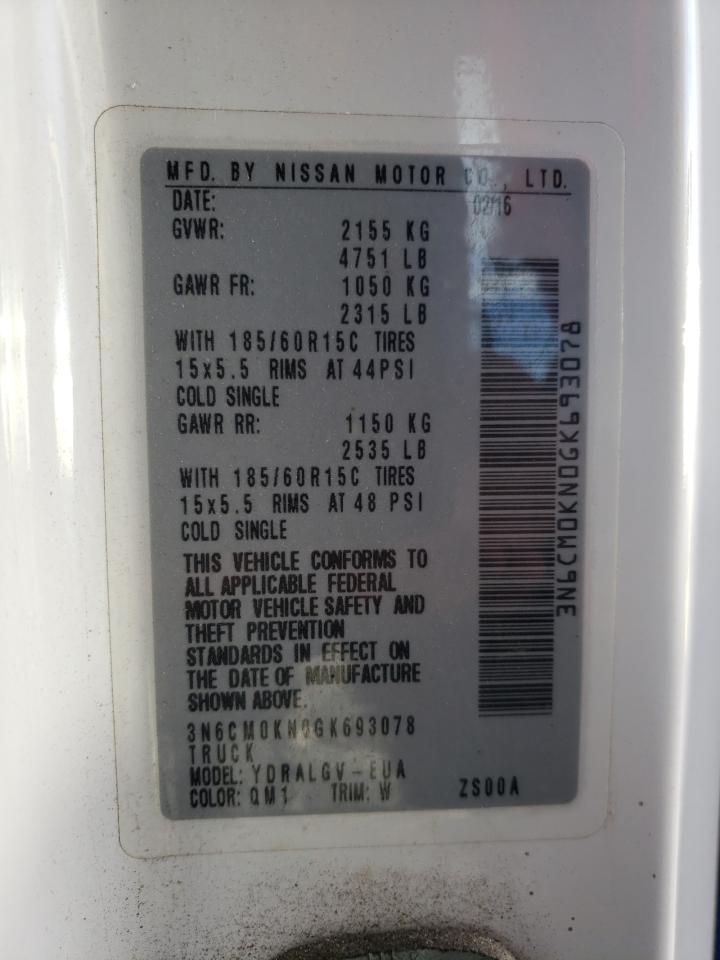 MFD. BY NISSAN MOTOR CO., LTD.
DATE: 02/16
GVWR: 2155 KG
4751 LB
GAWR FR: 1050 KG
2315 LB
WITH 185/60R15C TIRES
15x5.5 RIMS AT 44PSI
COLD SINGLE
GAWR RR: 1150 KG
2535 LB
WITH 185/60R15C TIRES
15x5.5 RIMS AT 48 PSI
COLD SINGLE
THIS VEHICLE CONFORMS TO
ALL APPLICABLE FEDERAL
MOTOR VEHICLE SAFETY AND
THEFT PREVENTION
STANDARDS IN EFFECT ON
THE DATE OF MANUFACTURE
SHOWN ABOVE.
3N6CM0KN0GK693078
TRUCK
MODEL: YDRALGV-EUA
COLOR: QM1 TRIM: W ZS00A
3N6CM0KN0GK693078